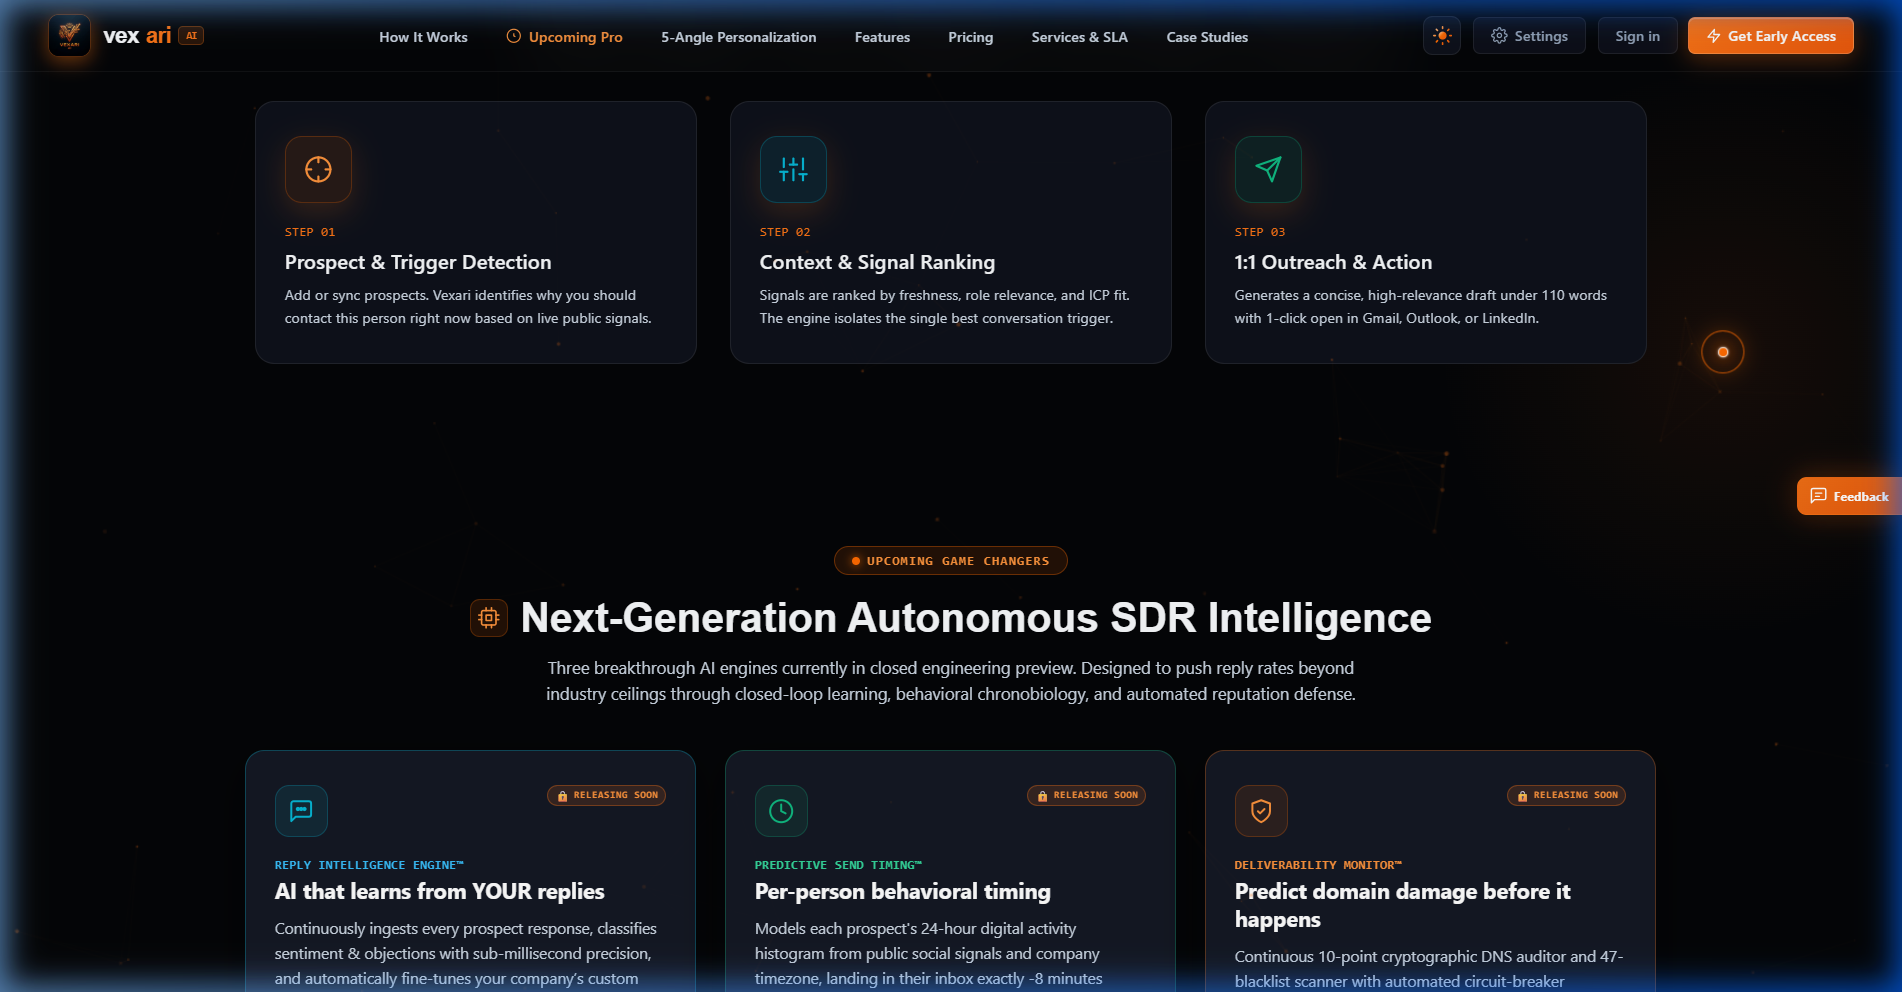 vex ari AI
How It Works
Upcoming Pro
5-Angle Personalization
Features
Pricing
Services & SLA
Case Studies
Settings
Sign in
Get Early Access
STEP 01
Prospect & Trigger Detection
Add or sync prospects. Vexari identifies why you should
contact this person right now based on live public signals.
STEP 02
Context & Signal Ranking
Signals are ranked by freshness, role relevance, and ICP fit.
The engine isolates the single best conversation trigger.
STEP 03
1:1 Outreach & Action
Generates a concise, high-relevance draft under 110 words
with 1-click open in Gmail, Outlook, or LinkedIn.
Feedback
UPCOMING GAME CHANGERS
Next-Generation Autonomous SDR Intelligence
Three breakthrough AI engines currently in closed engineering preview. Designed to push reply rates beyond
industry ceilings through closed-loop learning, behavioral chronobiology, and automated reputation defense.
RELEASING SOON
REPLY INTELLIGENCE ENGINE™
AI that learns from YOUR replies
Continuously ingests every prospect response, classifies
sentiment & objections with sub-millisecond precision,
and automatically fine-tunes your company's custom
RELEASING SOON
PREDICTIVE SEND TIMING™
Per-person behavioral timing
Models each prospect's 24-hour digital activity
histogram from public social signals and company
timezone, landing in their inbox exactly -8 minutes
RELEASING SOON
DELIVERABILITY MONITOR™
Predict domain damage before it
happens
Continuous 10-point cryptographic DNS auditor and 47-
blacklist scanner with automated circuit-breaker